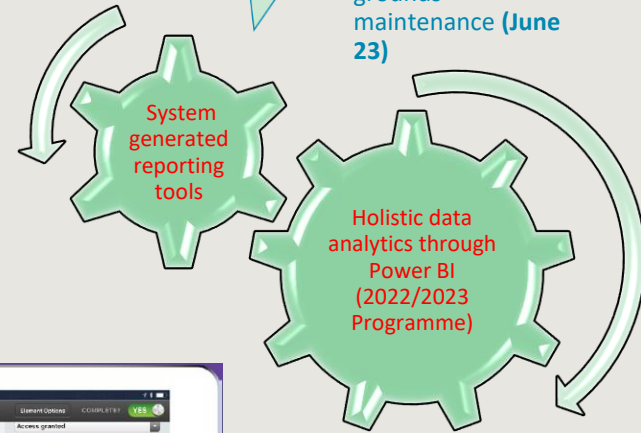 grounds
maintenance (June
23)
System
generated
reporting
tools
Holistic data
analytics through
Power BI
(2022/2023
Programme)
Element Options COMPLETE? YES
Access granted